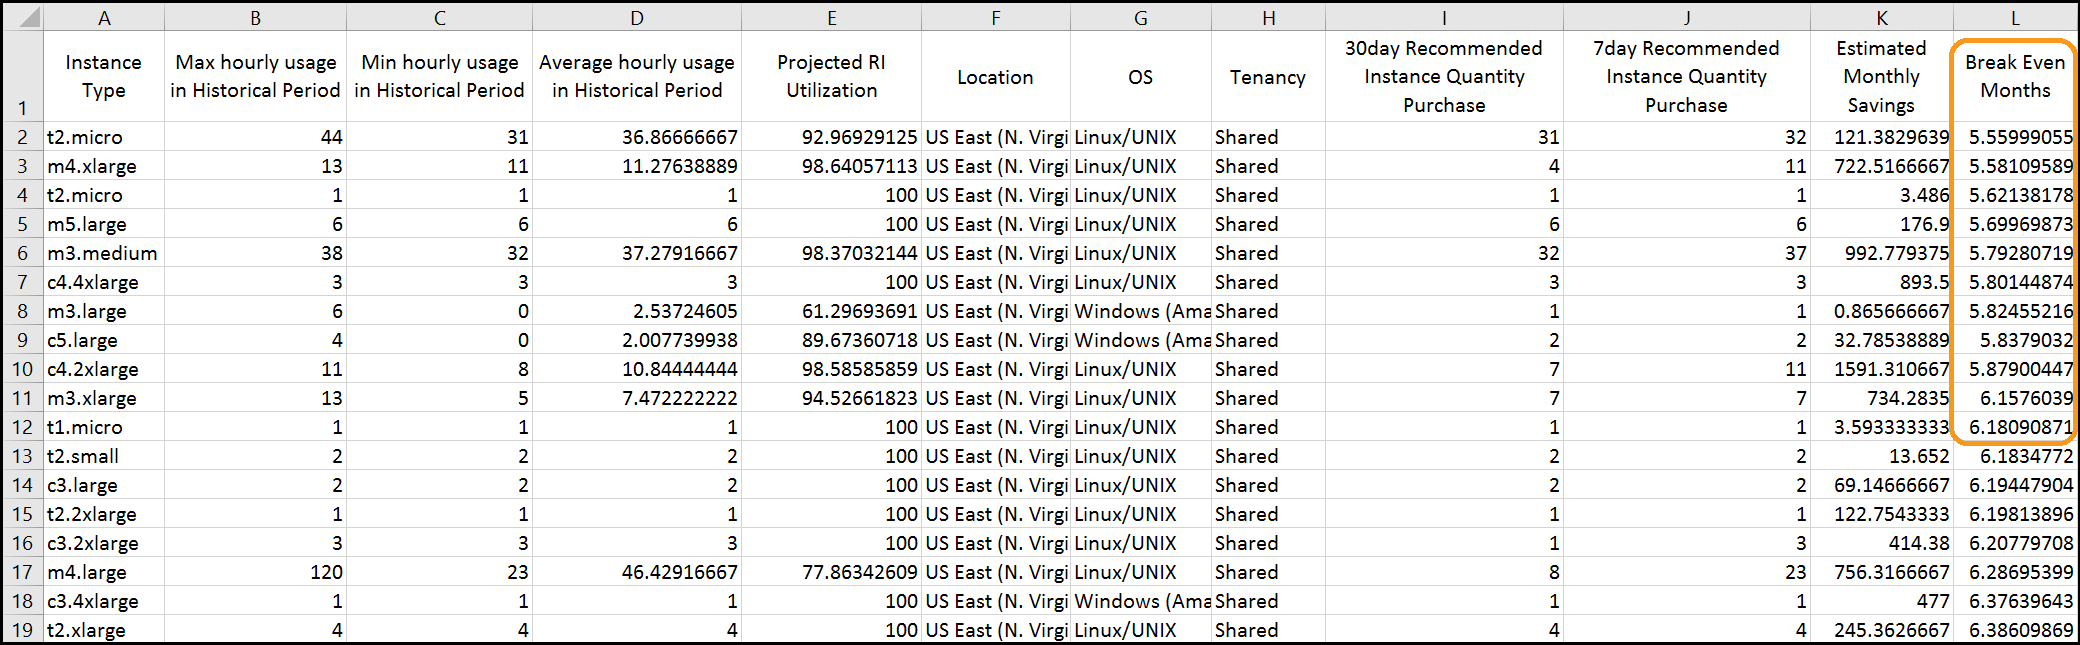 A B C D E F G H I J K L
1 Instance Type Max hourly usage in Historical Period Min hourly usage in Historical Period Average hourly usage in Historical Period Projected RI Utilization Location OS Tenancy 30day Recommended Instance Quantity Purchase 7day Recommended Instance Quantity Purchase Estimated Monthly Savings Break Even Months
2 t2.micro 44 31 36.86666667 92.96929125 US East (N. Virgi Linux/UNIX Shared 31 32 121.3829639 5.55999055
3 m4.xlarge 13 11 11.27638889 98.64057113 US East (N. Virgi Linux/UNIX Shared 4 11 722.5166667 5.58109589
4 t2.micro 1 1 1 100 US East (N. Virgi Linux/UNIX Shared 1 1 3.486 5.62138178
5 m5.large 6 6 6 100 US East (N. Virgi Linux/UNIX Shared 6 6 176.9 5.69969873
6 m3.medium 38 32 37.27916667 98.37032144 US East (N. Virgi Linux/UNIX Shared 32 37 992.779375 5.79280719
7 c4.4xlarge 3 3 3 100 US East (N. Virgi Linux/UNIX Shared 3 3 893.5 5.80144874
8 m3.large 6 0 2.53724605 61.29693691 US East (N. Virgi Windows (Ama Shared 1 1 0.865666667 5.82455216
9 c5.large 4 0 2.007739938 89.67360718 US East (N. Virgi Windows (Ama Shared 2 2 32.78538889 5.8379032
10 c4.2xlarge 11 8 10.84444444 98.58585859 US East (N. Virgi Linux/UNIX Shared 7 11 1591.310667 5.87900447
11 m3.xlarge 13 5 7.472222222 94.52661823 US East (N. Virgi Linux/UNIX Shared 7 7 734.2835 6.1576039
12 t1.micro 1 1 1 100 US East (N. Virgi Linux/UNIX Shared 1 1 3.593333333 6.18090871
13 t2.small 2 2 2 100 US East (N. Virgi Linux/UNIX Shared 2 2 13.652 6.1834772
14 c3.large 2 2 2 100 US East (N. Virgi Linux/UNIX Shared 2 2 69.14666667 6.19447904
15 t2.2xlarge 1 1 1 100 US East (N. Virgi Linux/UNIX Shared 1 1 122.7543333 6.19813896
16 c3.2xlarge 3 3 3 100 US East (N. Virgi Linux/UNIX Shared 1 3 414.38 6.20779708
17 m4.large 120 23 46.42916667 77.86342609 US East (N. Virgi Linux/UNIX Shared 8 23 756.3166667 6.28695399
18 c3.4xlarge 1 1 1 100 US East (N. Virgi Windows (Ama Shared 1 1 477 6.37639643
19 t2.xlarge 4 4 4 100 US East (N. Virgi Linux/UNIX Shared 4 4 245.3626667 6.38609869